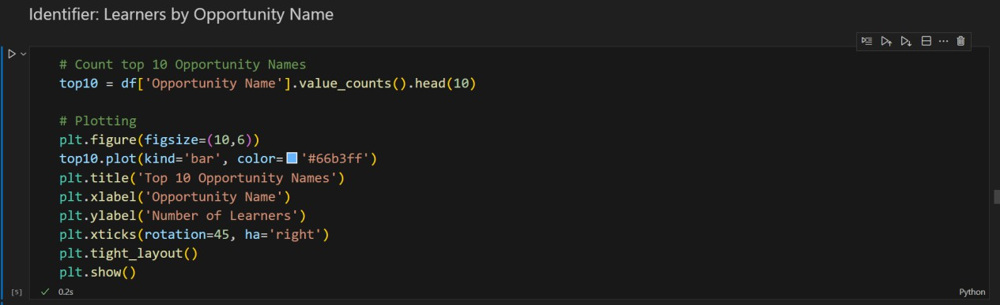 Identifier: Learners by Opportunity Name
# Count top 10 Opportunity Names
top10 = df['Opportunity Name'].value_counts().head(10)
# Plotting
plt.figure(figsize=(10,6))
top10.plot(kind='bar', color='#66b3ff')
plt.title('Top 10 Opportunity Names')
plt.xlabel('Opportunity Name')
plt.ylabel('Number of Learners')
plt.xticks(rotation=45, ha='right')
plt.tight_layout()
plt.show()
[5] 0.2s Python